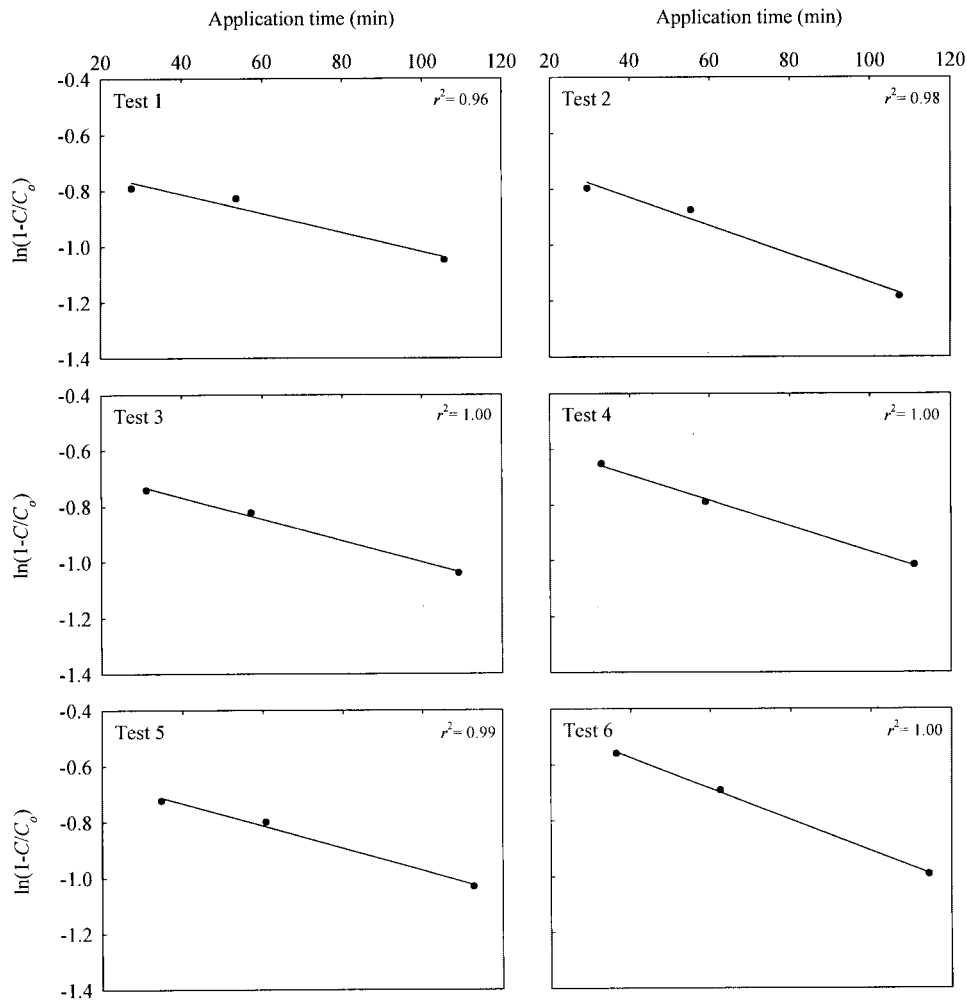 Application time (min) Application time (min)
20 40 60 80 100 120 20 40 60 80 100 120
-0.4
Test 1 r² = 0.96 Test 2 r² = 0.98
-0.6
-0.8
ln(1-C/Cₒ)
-1.0
-1.2
-1.4
-0.4
Test 3 r² = 1.00 Test 4 r² = 1.00
-0.6
-0.8
ln(1-C/Cₒ)
-1.0
-1.2
-1.4
-0.4
Test 5 r² = 0.99 Test 6 r² = 1.00
-0.6
-0.8
ln(1-C/Cₒ)
-1.0
-1.2
-1.4